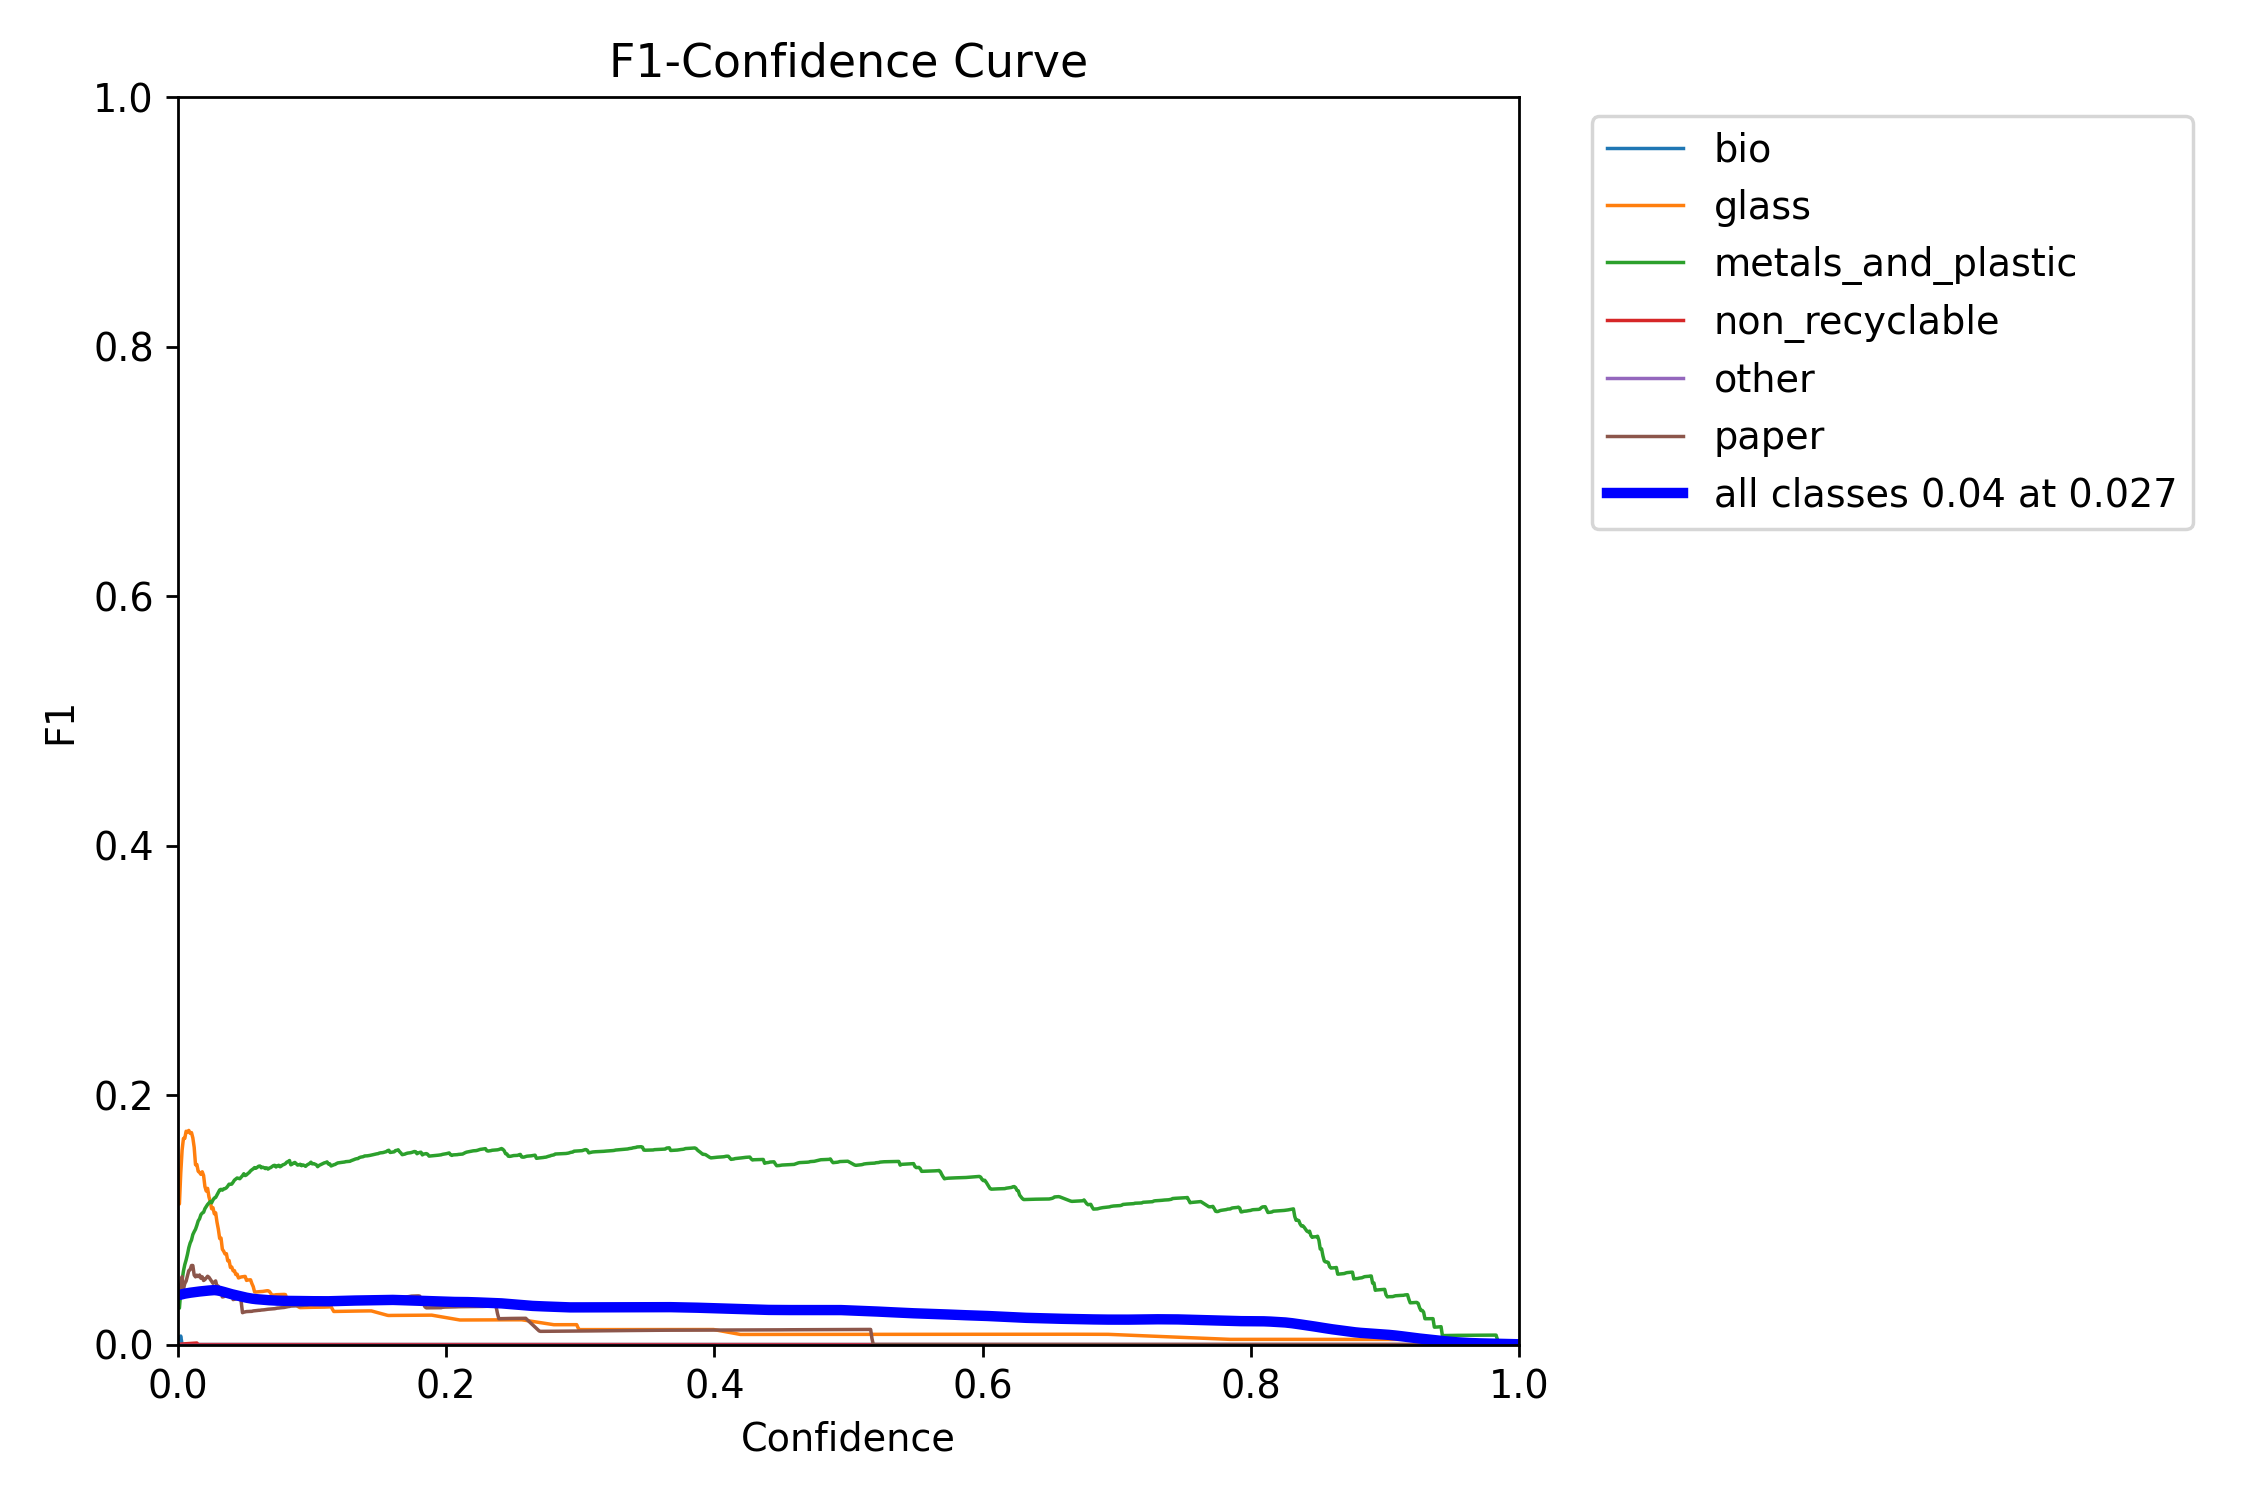 F1-Confidence Curve
1.0
0.8
0.6
0.4
0.2
0.0
F1
0.0 0.2 0.4 0.6 0.8 1.0
Confidence
bio
glass
metals_and_plastic
non_recyclable
other
paper
all classes 0.04 at 0.027